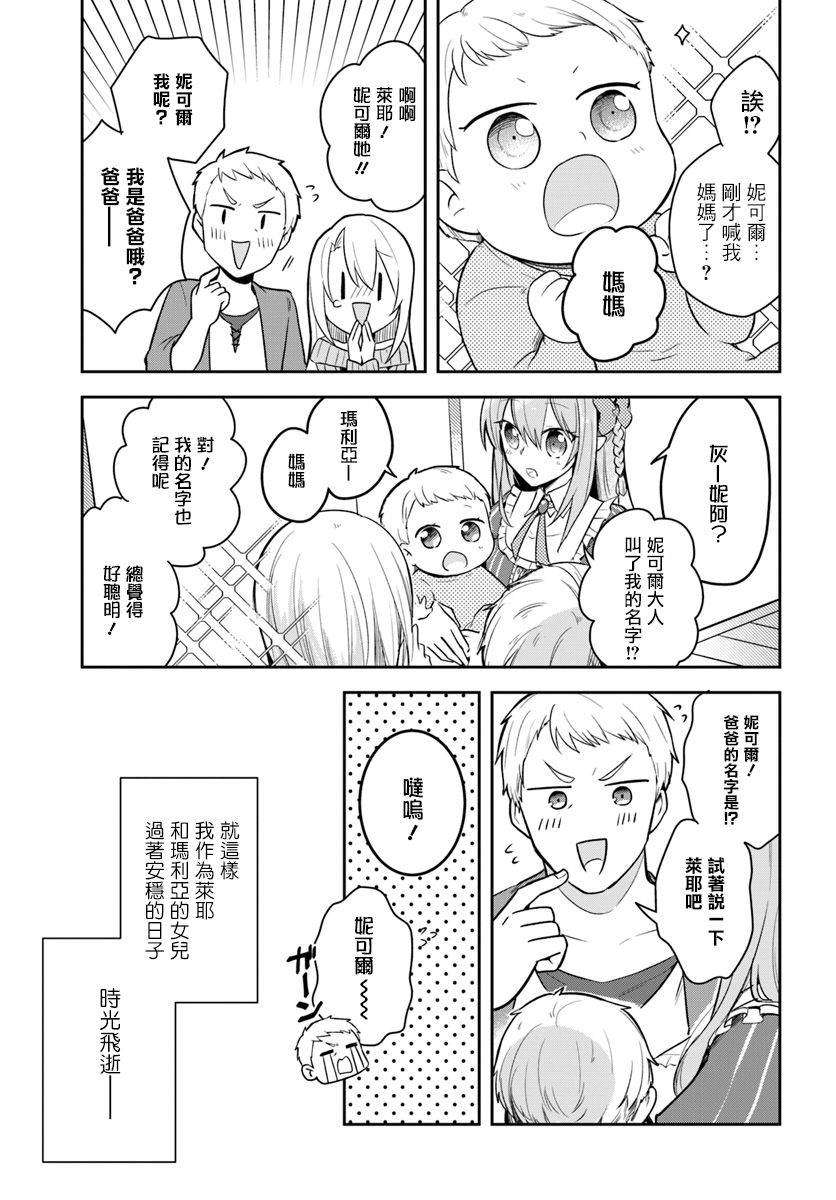 誒!?
妮可爾…
剛才喊我
媽媽了…?
媽媽
啊啊
萊耶!
妮可爾她!!
妮可爾
我呢?
我是爸爸哦?
爸爸——
灰ー妮阿?
妮可爾大人
叫了我的名字!?
瑪利亞ー
媽媽
對!
我的名字也
記得呢
總覺得
好聰明!
妮可爾!
爸爸的名字是!?
試著説一下
萊耶吧
噠嗚!
妮可爾~~
ガーン
就這樣
我作為萊耶
和瑪利亞的女兒
過著安穩的日子
時光飛逝——